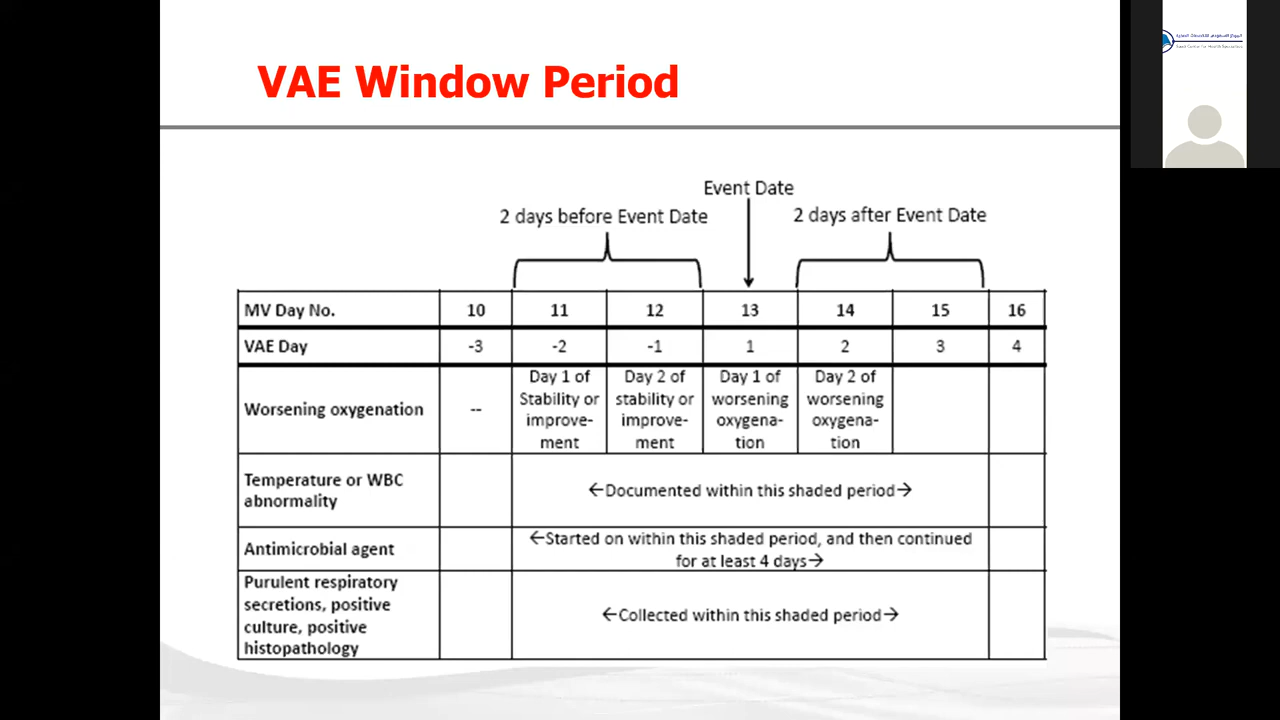 VAE Window Period
Event Date
2 days before Event Date
2 days after Event Date
MV Day No. 10 11 12 13 14 15 16
VAE Day -3 -2 -1 1 2 3 4
Worsening oxygenation
--
Day 1 of
Stability or
improve-
ment
Day 2 of
stability or
improve-
ment
Day 1 of
worsening
oxygena-
tion
Day 2 of
worsening
oxygena-
tion
Temperature or WBC
abnormality
←Documented within this shaded period→
Antimicrobial agent
←Started on within this shaded period, and then continued
for at least 4 days→
Purulent respiratory
secretions, positive
culture, positive
histopathology
←Collected within this shaded period→